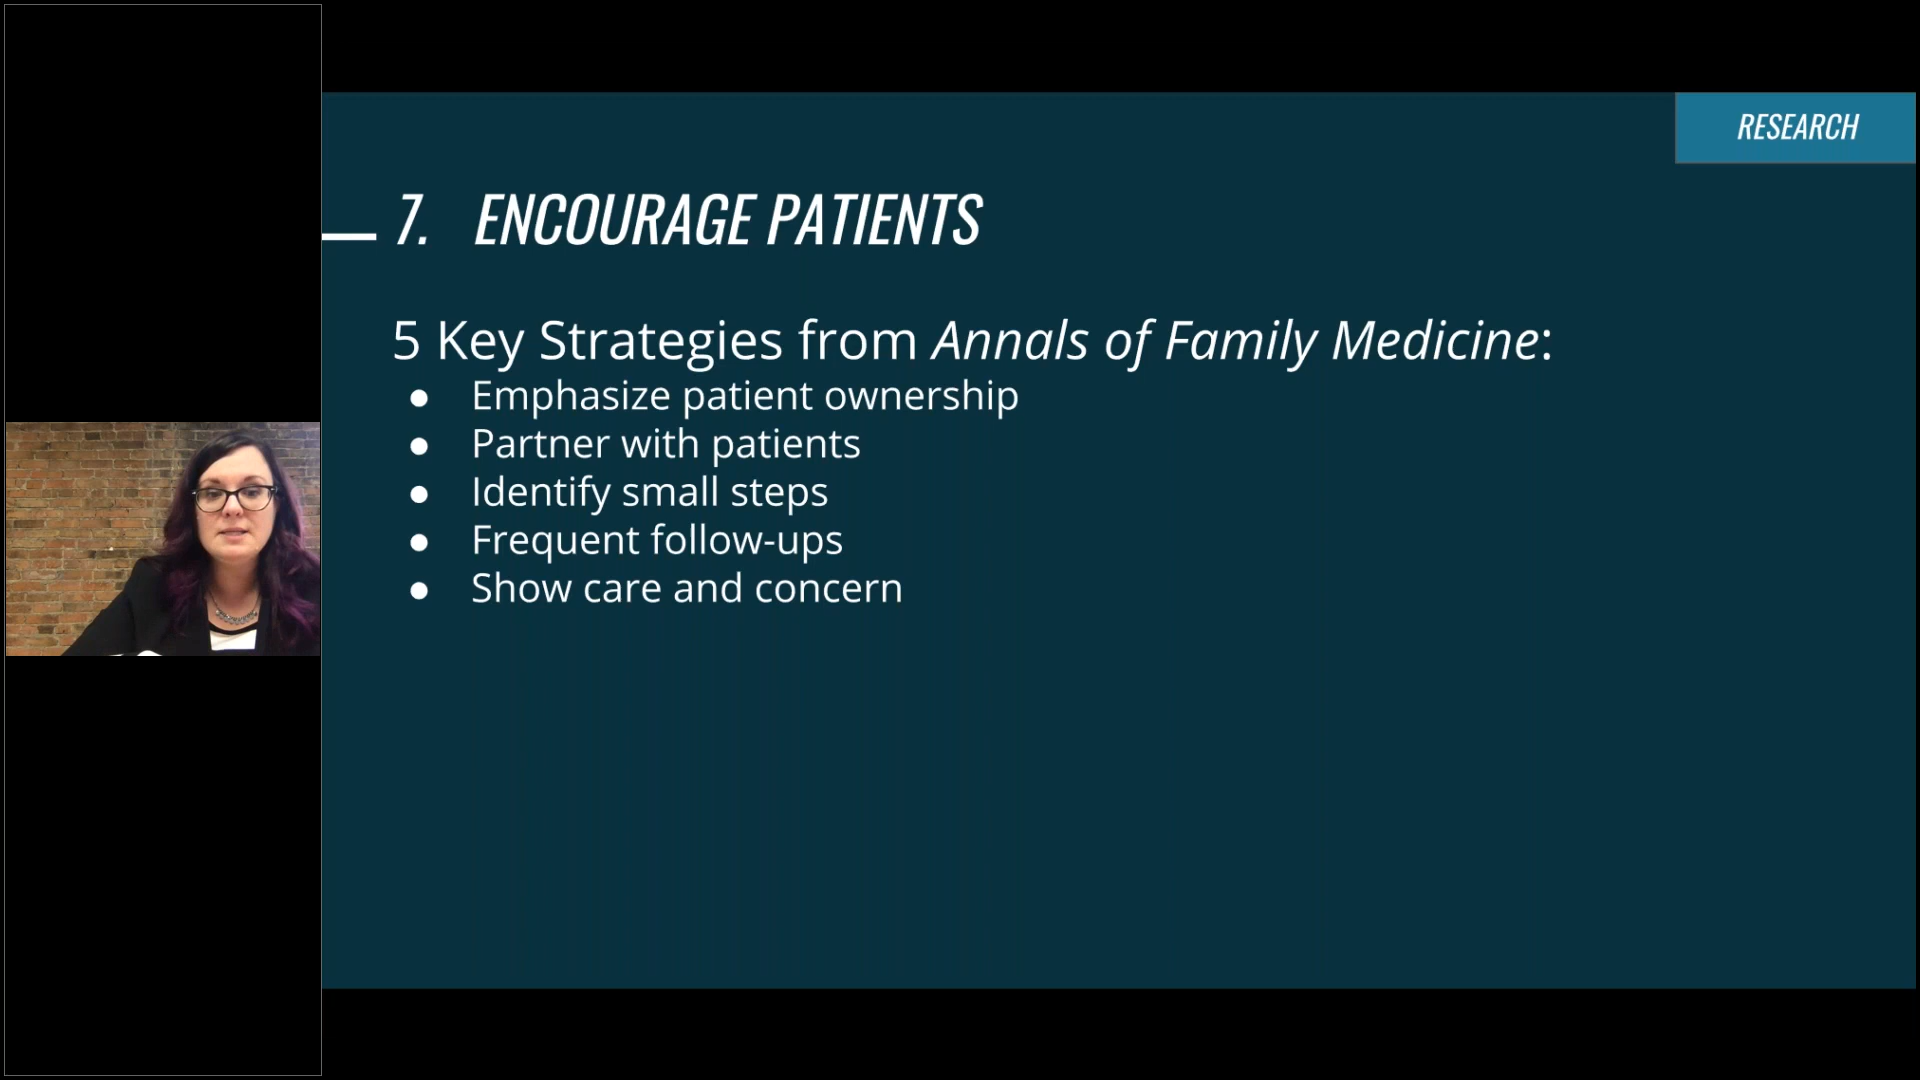 RESEARCH
7. ENCOURAGE PATIENTS
5 Key Strategies from Annals of Family Medicine:
● Emphasize patient ownership
● Partner with patients
● Identify small steps
● Frequent follow-ups
● Show care and concern